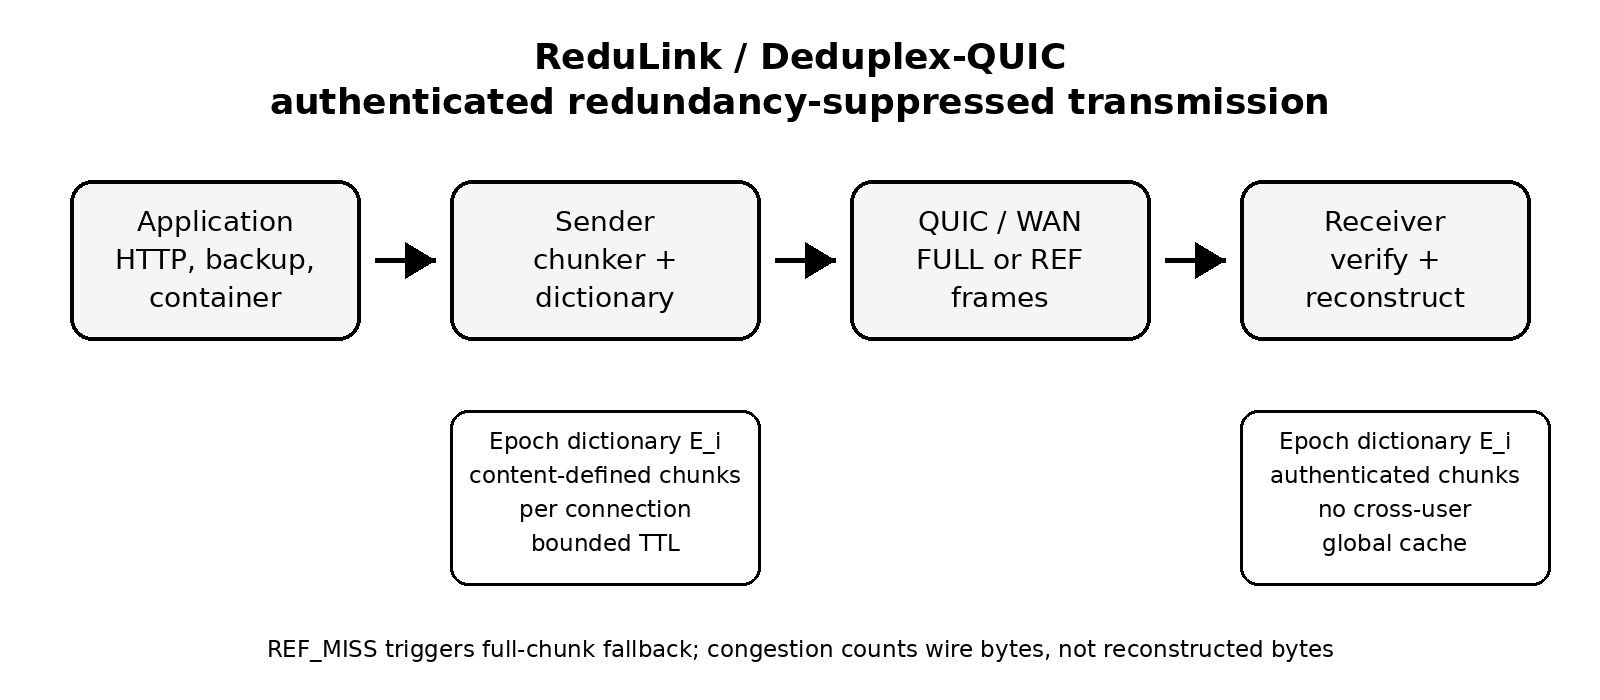 ReduLink / Deduplex-QUIC
authenticated redundancy-suppressed transmission
Application
HTTP, backup,
container
Sender
chunker +
dictionary
QUIC / WAN
FULL or REF
frames
Receiver
verify +
reconstruct
Epoch dictionary E_i
content-defined chunks
per connection
bounded TTL
Epoch dictionary E_i
authenticated chunks
no cross-user
global cache
REF_MISS triggers full-chunk fallback; congestion counts wire bytes, not reconstructed bytes